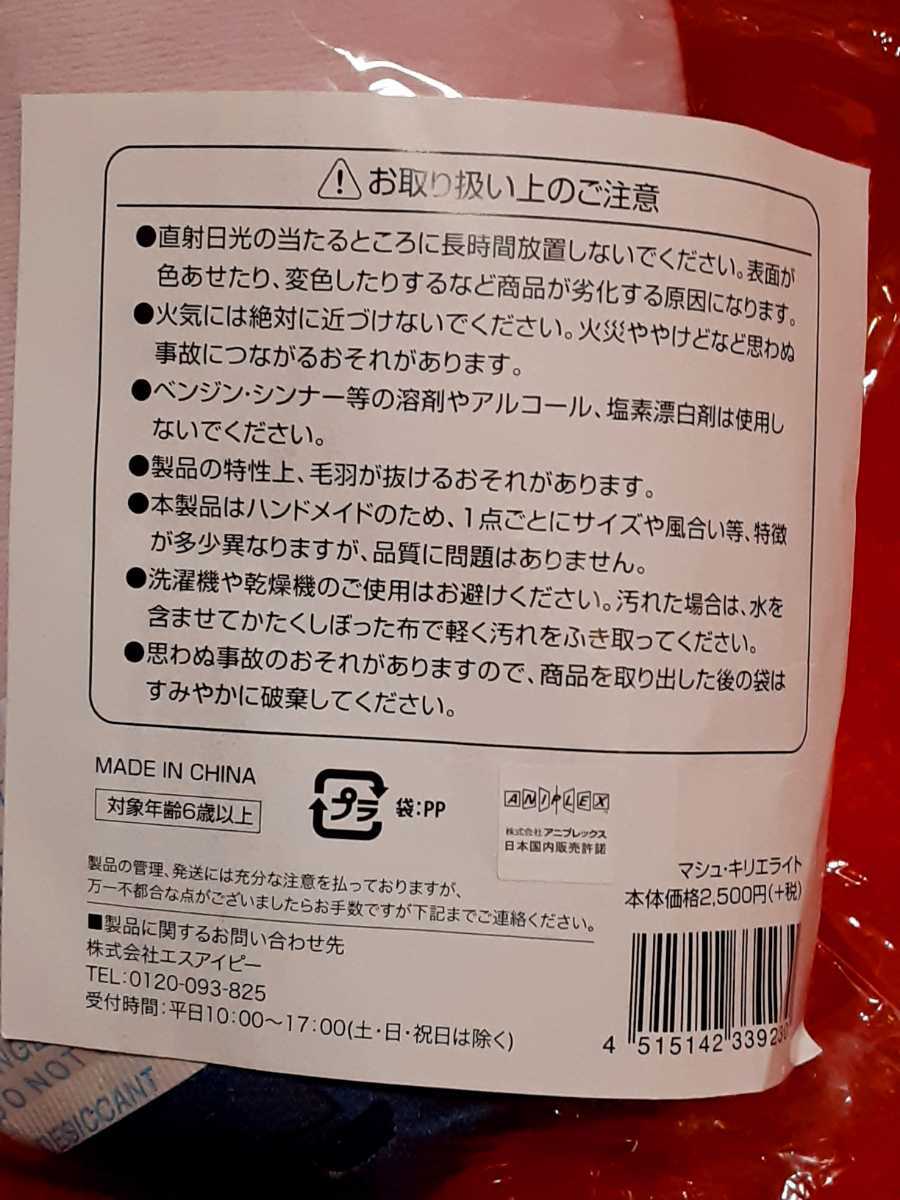 お取り扱い上のご注意
●直射日光の当たるところに長時間放置しないでください。表面が
色あせたり、変色したりするなど商品が劣化する原因になります。
●火気には絶対に近づけないでください。火災ややけどなど思わぬ
事故につながるおそれがあります。
●ベンジン・シンナー等の溶剤やアルコール、塩素漂白剤は使用し
ないでください。
●製品の特性上、毛羽が抜けるおそれがあります。
●本製品はハンドメイドのため、1点ごとにサイズや風合い等、特徴
が多少異なりますが、品質に問題はありません。
●洗濯機や乾燥機のご使用はお避けください。汚れた場合は、水を
含ませてかたくしぼった布で軽く汚れをふき取ってください。
●思わぬ事故のおそれがありますので、商品を取り出した後の袋は
すみやかに破棄してください。
MADE IN CHINA
対象年齢6歳以上
プラ
袋:PP
ANIPLEX
株式会社 アニプレックス
日本国内販売許諾
製品の管理、発送には充分な注意を払っておりますが、
万一不都合な点がございましたらお手数ですが下記までご連絡ください。
■製品に関するお問い合わせ先
株式会社エスアイピー
TEL:0120-093-825
受付時間:平日10:00〜17:00(土・日・祝日は除く)
マシュ・キリエライト
本体価格2,500円(+税)
4 515142 33923
DO NOT
DESICCANT